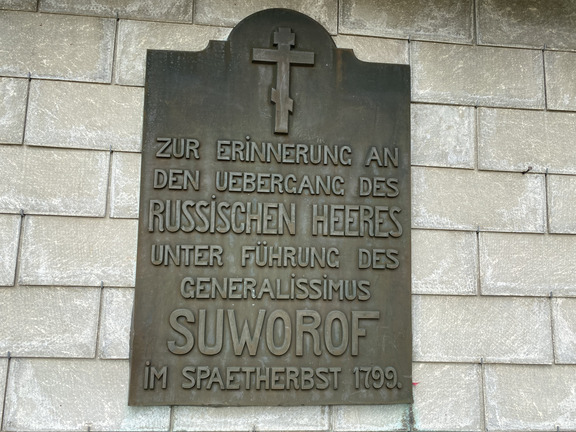 ZUR ERINNERUNG AN
DEN UEBERGANG DES
RUSSISCHEN HEERES
UNTER FÜHRUNG DES
GENERALISSIMUS
SUWOROF
IM SPAETHERBST 1799.